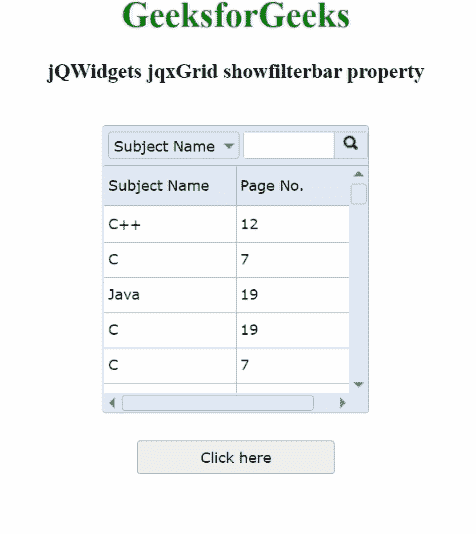 GeeksforGeeks
jQWidgets jqxGrid showfilterbar property
Subject Name
Subject Name Page No.
C++ 12
C 7
Java 19
C 19
C 7
Click here